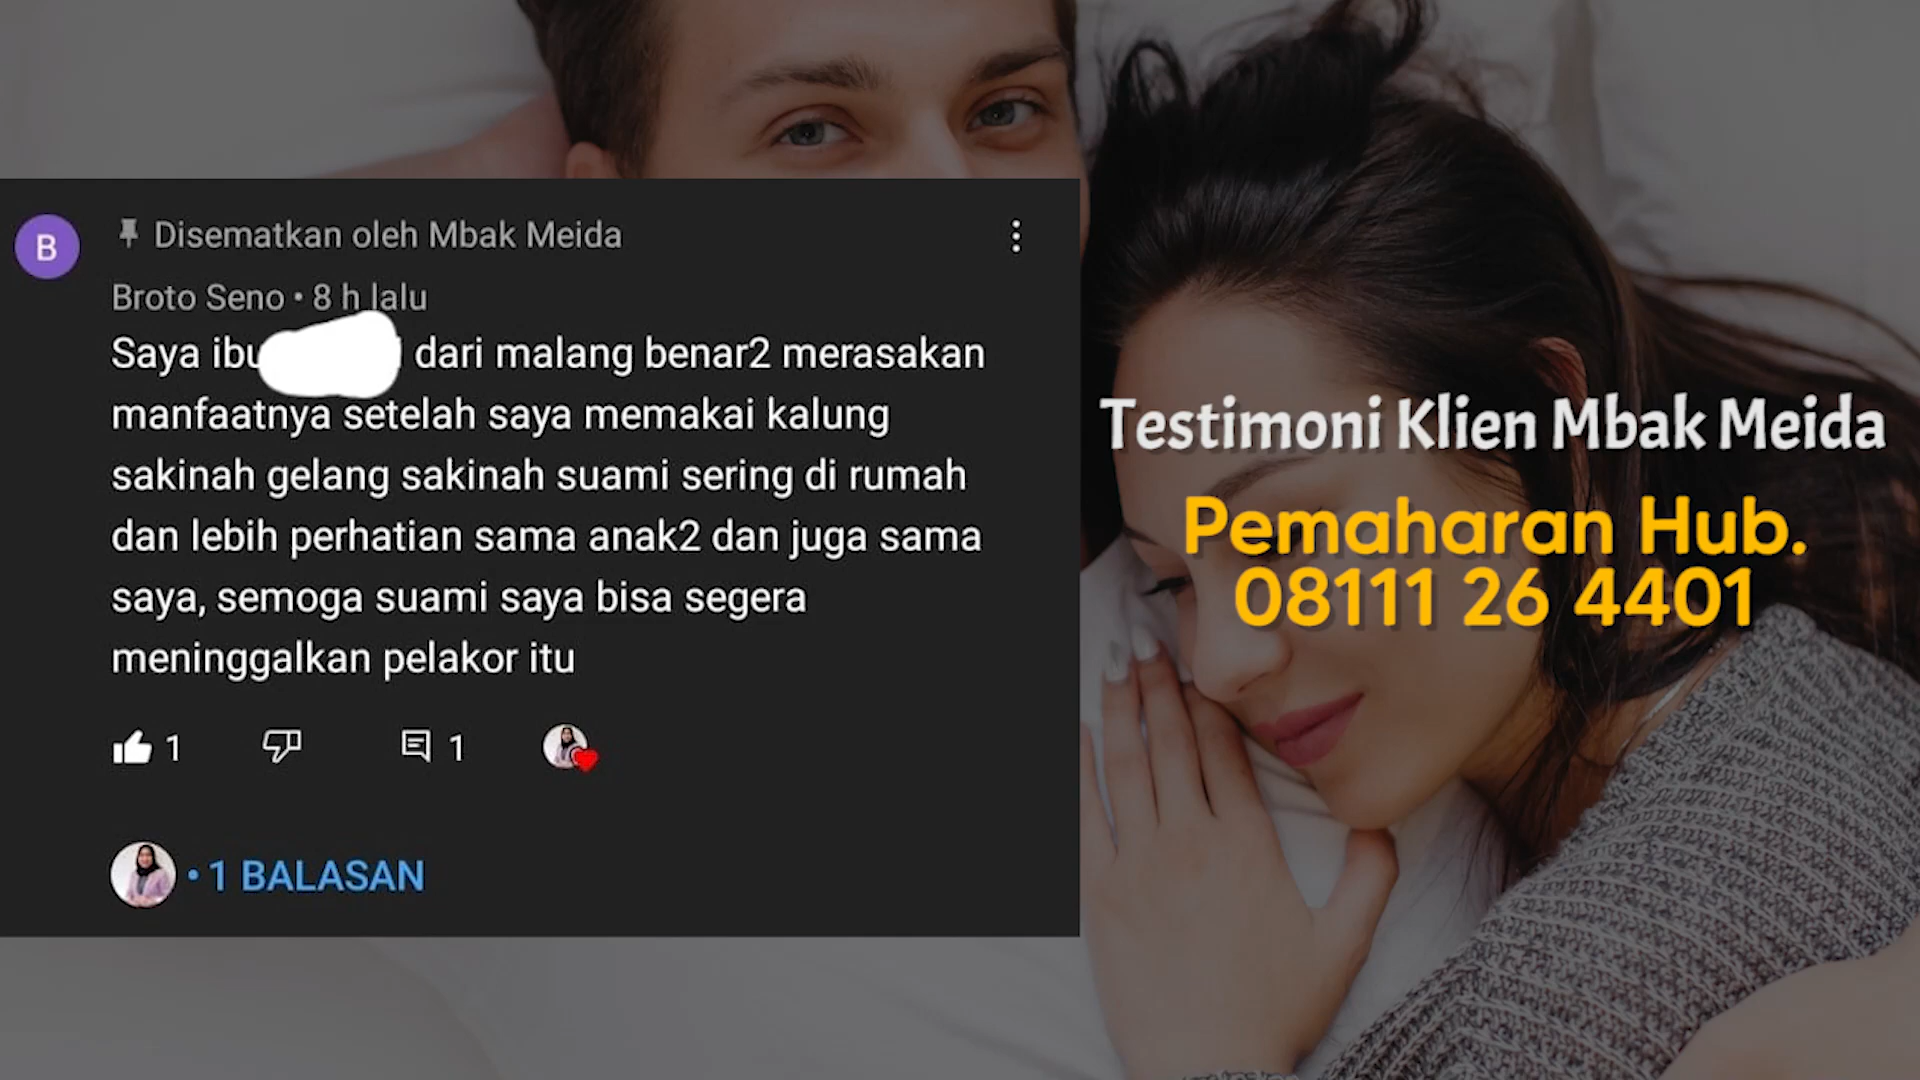 B
Disematkan oleh Mbak Meida
Broto Seno • 8 h lalu
Saya ibu dari malang benar2 merasakan
manfaatnya setelah saya memakai kalung
sakinah gelang sakinah suami sering di rumah
dan lebih perhatian sama anak2 dan juga sama
saya, semoga suami saya bisa segera
meninggalkan pelakor itu
1
1
• 1 BALASAN
Testimoni Klien Mbak Meida
Pemaharan Hub.
08111 26 4401